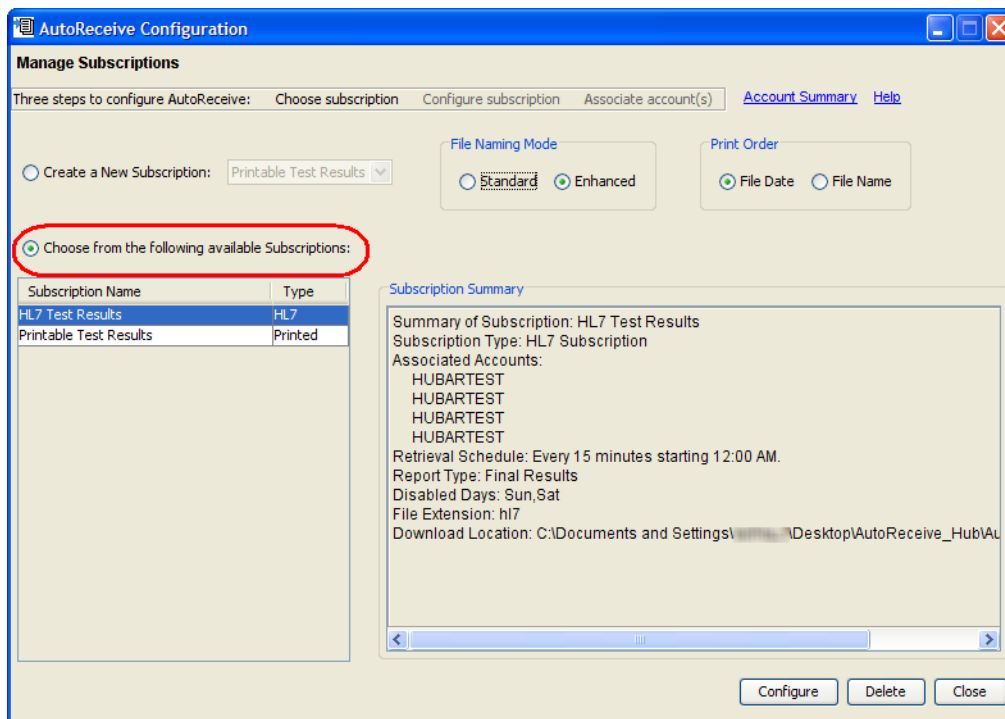 AutoReceive Configuration
Manage Subscriptions
Three steps to configure AutoReceive: Choose subscription Configure subscription Associate account(s) Account Summary Help
File Naming Mode
Print Order
Create a New Subscription: Printable Test Results
Standard Enhanced
File Date File Name
Choose from the following available Subscriptions:
Subscription Name Type
HL7 Test Results HL7
Printable Test Results Printed
Subscription Summary
Summary of Subscription: HL7 Test Results
Subscription Type: HL7 Subscription
Associated Accounts:
HUBARTEST
HUBARTEST
HUBARTEST
HUBARTEST
Retrieval Schedule: Every 15 minutes starting 12:00 AM.
Report Type: Final Results
Disabled Days: Sun,Sat
File Extension: hl7
Download Location: C:\Documents and Settings\ \Desktop\AutoReceive_Hub\Au
Configure Delete Close